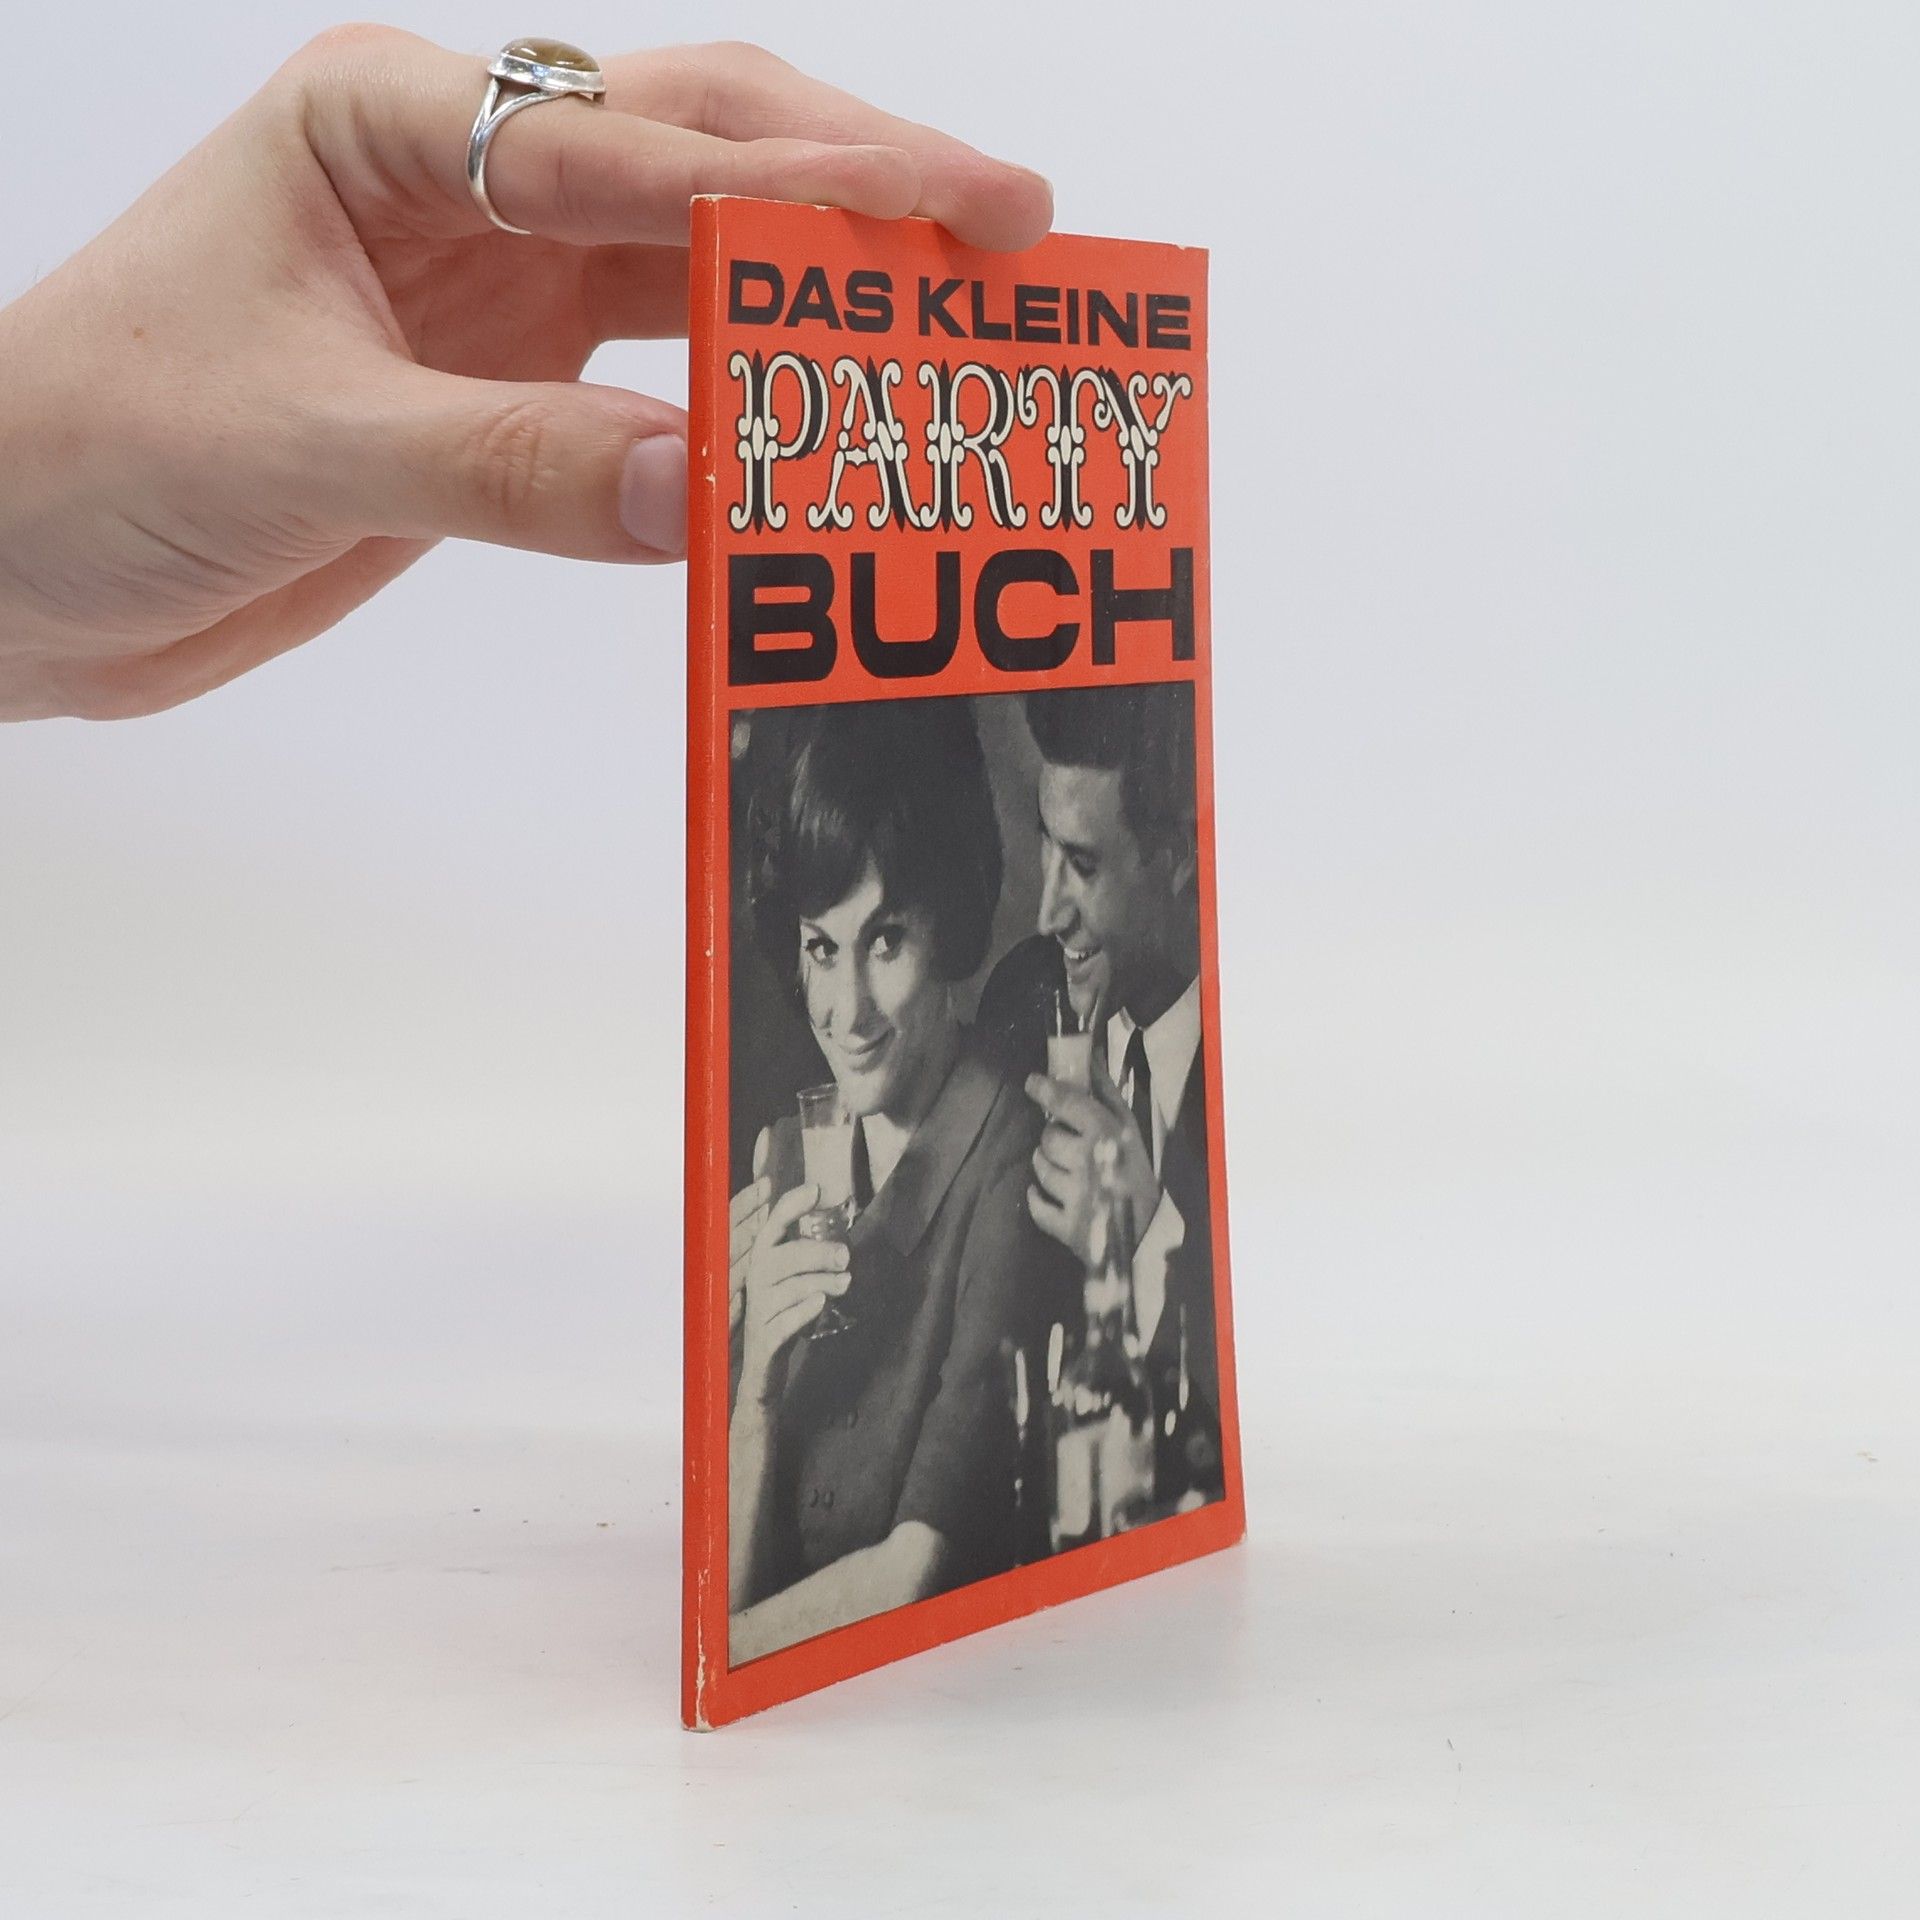 DAS KLEINE
PARTY
BUCH